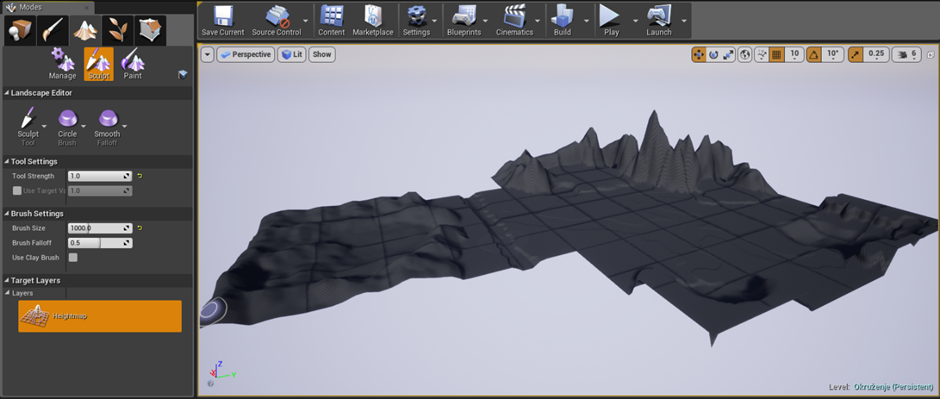 Modes
Save Current
Source Control
Content
Marketplace
Settings
Blueprints
Cinematics
Build
Play
Launch
Manage
Sculpt
Paint
Perspective
Lit
Show
10
10°
0.25
6
Landscape Editor
Sculpt
Circle
Smooth
Tool
Brush
Falloff
Tool Settings
Tool Strength
1.0
Use Target Va
1.0
Brush Settings
Brush Size
1000.0
Brush Falloff
0.5
Use Clay Brush
Target Layers
Layers
Heightmap
Z
Y
Level: Okruženje (Persistent)